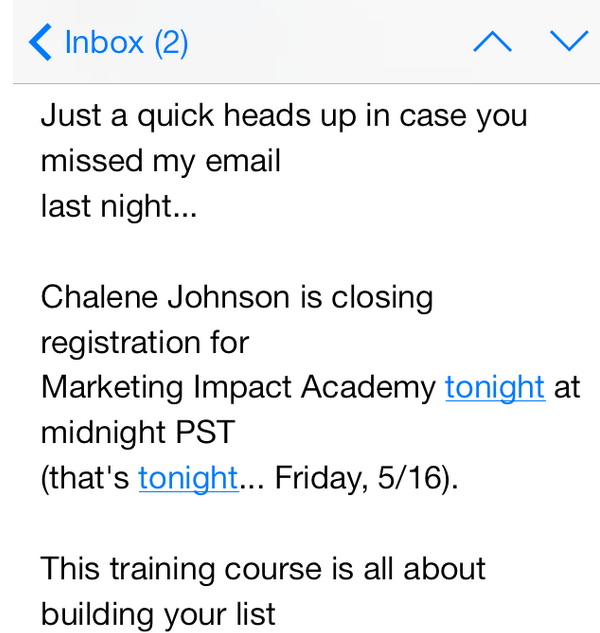 Inbox (2)
Just a quick heads up in case you
missed my email
last night...
Chalene Johnson is closing
registration for
Marketing Impact Academy tonight at
midnight PST
(that's tonight... Friday, 5/16).
This training course is all about
building your list